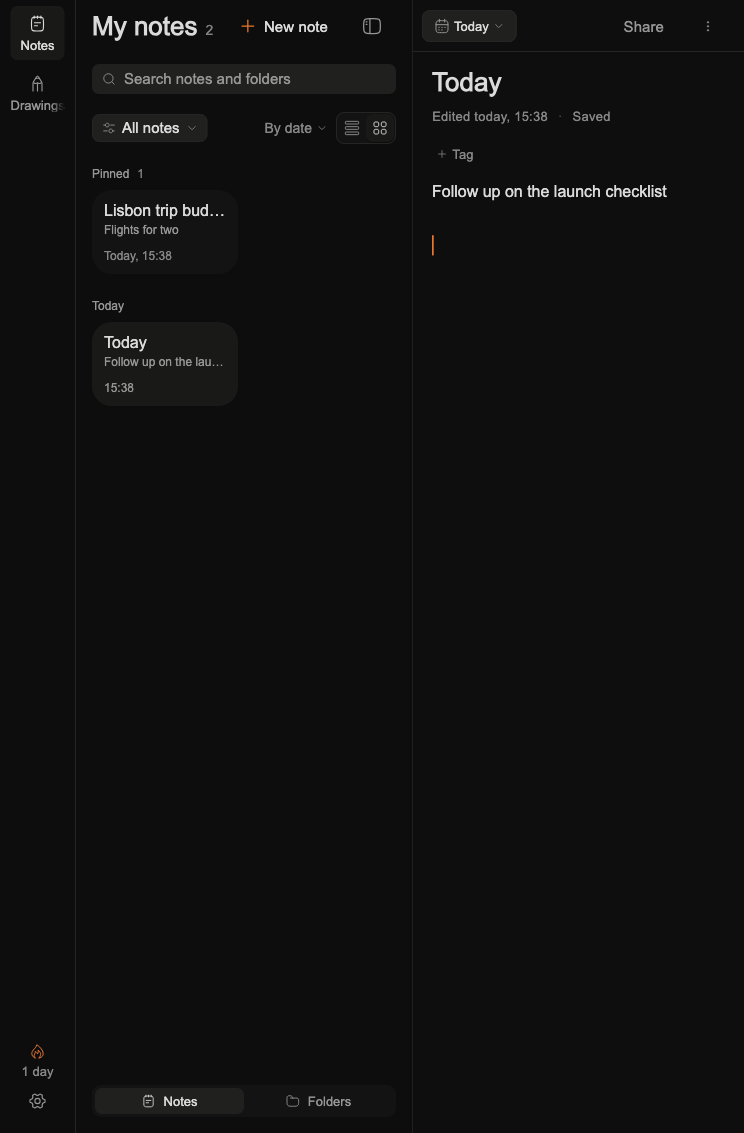 Notes
Drawings
My notes 2
New note
Search notes and folders
All notes
By date
Pinned 1
Lisbon trip bud…
Flights for two
Today, 15:38
Today
Today
Follow up on the lau…
15:38
1 day
Notes
Folders
Today
Share
Today
Edited today, 15:38 · Saved
+ Tag
Follow up on the launch checklist